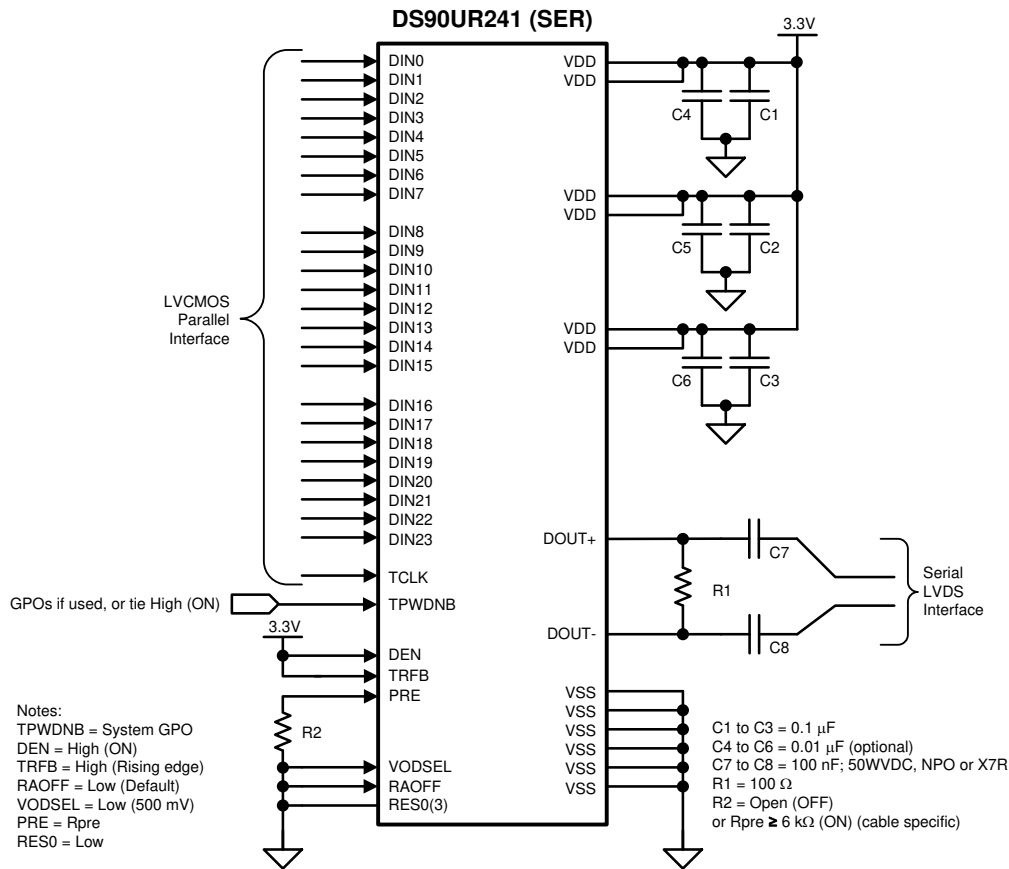 DS90UR241 (SER)
3.3V
DIN0
DIN1
DIN2
DIN3
DIN4
DIN5
DIN6
DIN7
DIN8
DIN9
DIN10
DIN11
DIN12
DIN13
DIN14
DIN15
DIN16
DIN17
DIN18
DIN19
DIN20
DIN21
DIN22
DIN23
TCLK
TPWDNB
DEN
TRFB
PRE
VODSEL
RAOFF
RES0(3)
LVCMOS
Parallel
Interface
GPOs if used, or tie High (ON)
3.3V
R2
VDD
VDD
C4
C1
VDD
VDD
C5
C2
VDD
VDD
C6
C3
DOUT+
C7
R1
DOUT-
C8
Serial
LVDS
Interface
VSS
VSS
VSS
VSS
VSS
VSS
Notes:
TPWDNB = System GPO
DEN = High (ON)
TRFB = High (Rising edge)
RAOFF = Low (Default)
VODSEL = Low (500 mV)
PRE = Rpre
RES0 = Low
C1 to C3 = 0.1 μF
C4 to C6 = 0.01 μF (optional)
C7 to C8 = 100 nF; 50WVDC, NPO or X7R
R1 = 100 Ω
R2 = Open (OFF)
or Rpre ≥ 6 kΩ (ON) (cable specific)